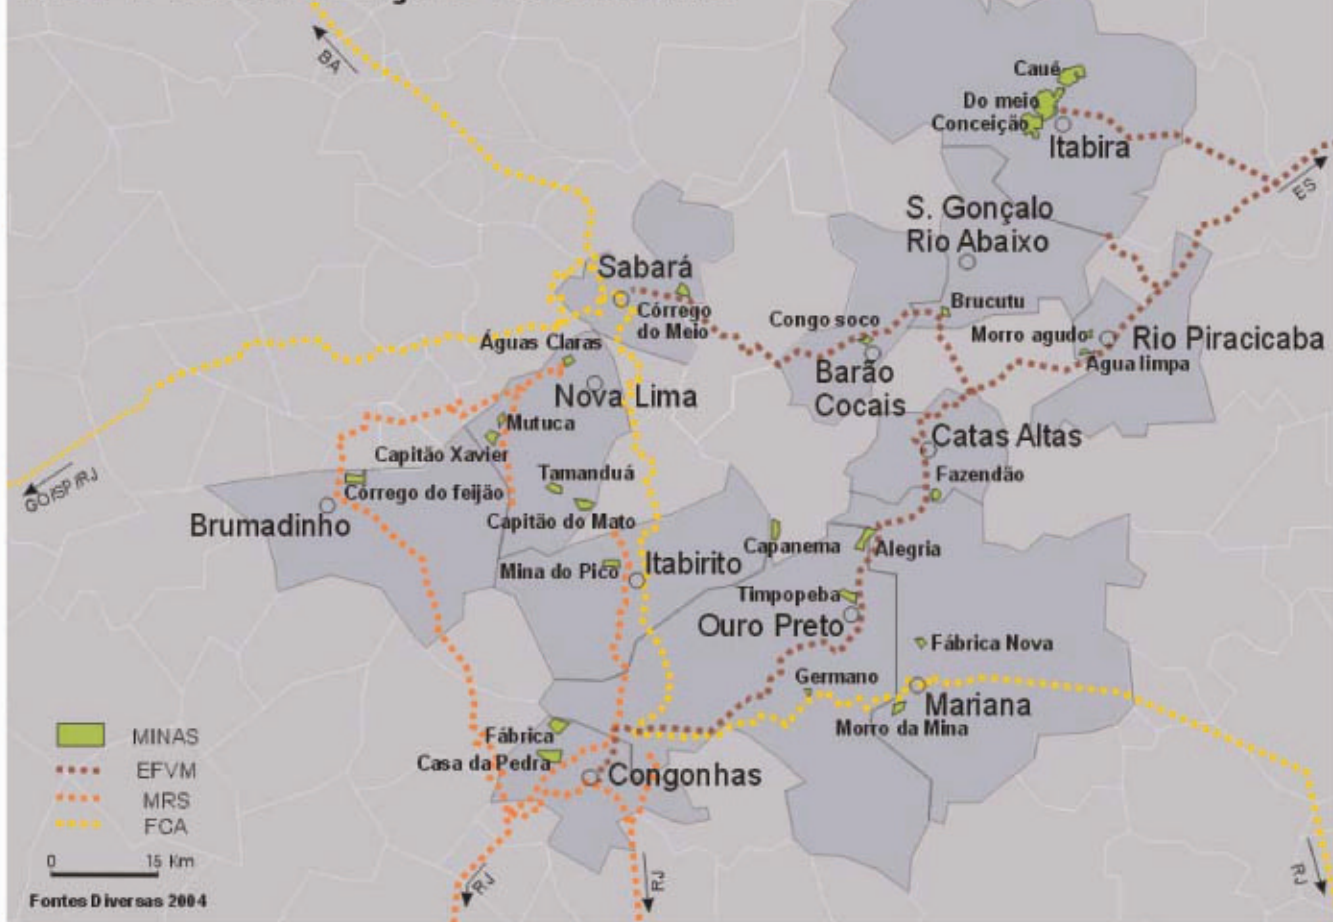 BA
Cauê
Do meio
Conceição
Itabira
ES
S. Gonçalo
Rio Abaixo
Sabará
Córrego
do Meio
Brucutu
Congo soco
Morro agudo
Rio Piracicaba
Agua limpa
Águas Claras
Barão
Cocais
Nova Lima
Mutuca
Catas Altas
Capitão Xavier
Tamanduá
Fazendão
GO/SP/RJ
Córrego do feijão
Brumadinho
Capitão do Mato
Capanema
Alegria
Mina do Pico
Itabirito
Timpopeba
Ouro Preto
Fábrica Nova
Germano
Mariana
Morro da Mina
Fábrica
Casa da Pedra
Congonhas
MINAS
EFVM
MRS
FCA
0 15 Km
RJ
RJ
RJ
Fontes Diversas 2004